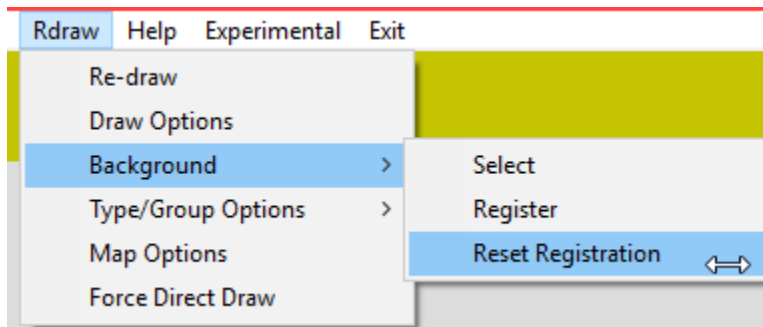 Rdraw Help Experimental Exit
Re-draw
Draw Options
Background
Type/Group Options
Map Options
Force Direct Draw
Select
Register
Reset Registration